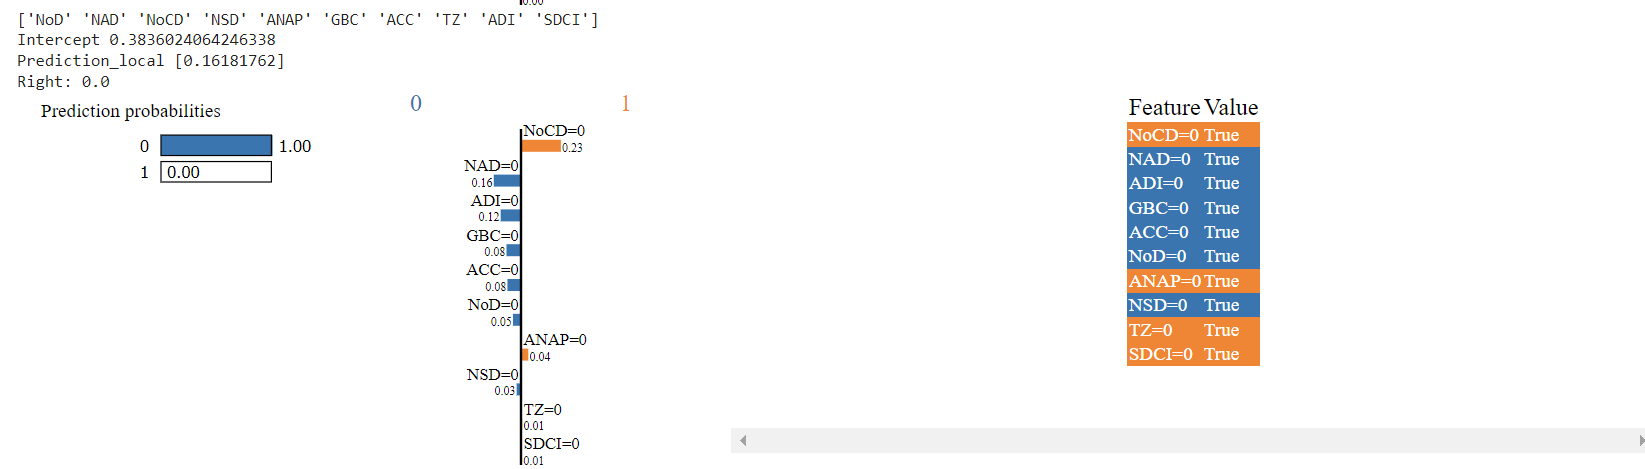 0.00
['NoD' 'NAD' 'NoCD' 'NSD' 'ANAP' 'GBC' 'ACC' 'TZ' 'ADI' 'SDCI']
Intercept 0.3836024064246338
Prediction_local [0.16181762]
Right: 0.0
Prediction probabilities
0 1.00
1 0.00
0 1
NoCD=0
0.23
NAD=0
0.16
ADI=0
0.12
GBC=0
0.08
ACC=0
0.08
NoD=0
0.05
ANAP=0
0.04
NSD=0
0.03
TZ=0
0.01
SDCI=0
0.01
Feature Value
NoCD=0 True
NAD=0 True
ADI=0 True
GBC=0 True
ACC=0 True
NoD=0 True
ANAP=0 True
NSD=0 True
TZ=0 True
SDCI=0 True